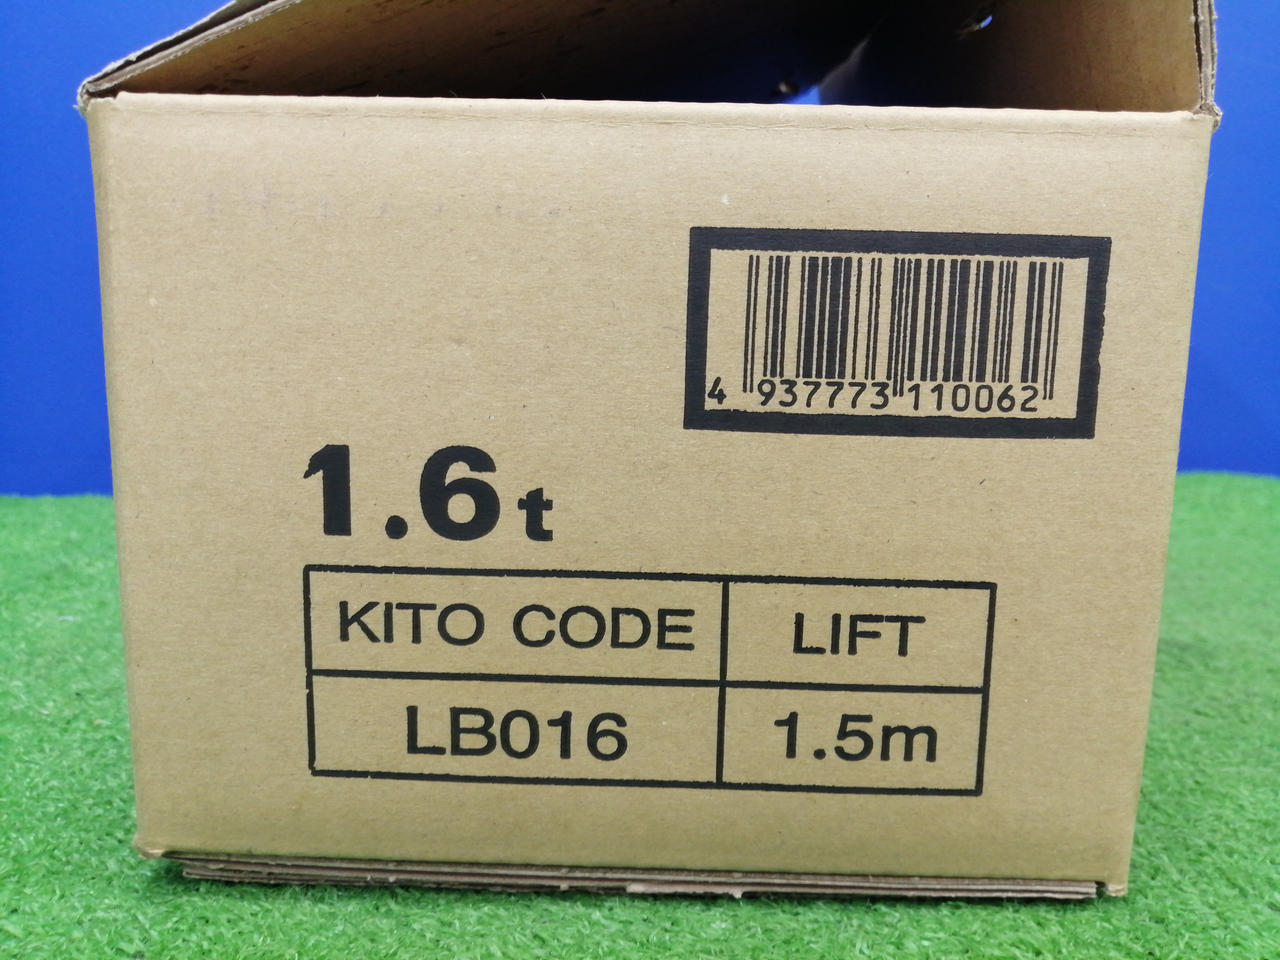 4 937773 110062
1.6t
KITO CODE LIFT
LB016 1.5m